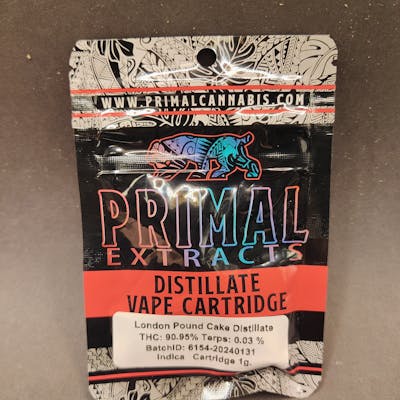 WWW.PRIMALCANNABIS.COM
PRIMAL
EXTRACTS
DISTILLATE
VAPE CARTRIDGE
London Pound Cake Distillate
THC: 90.95% Terps: 0.03 %
BatchID: 6154-20240131
Indica Cartridge 1g.